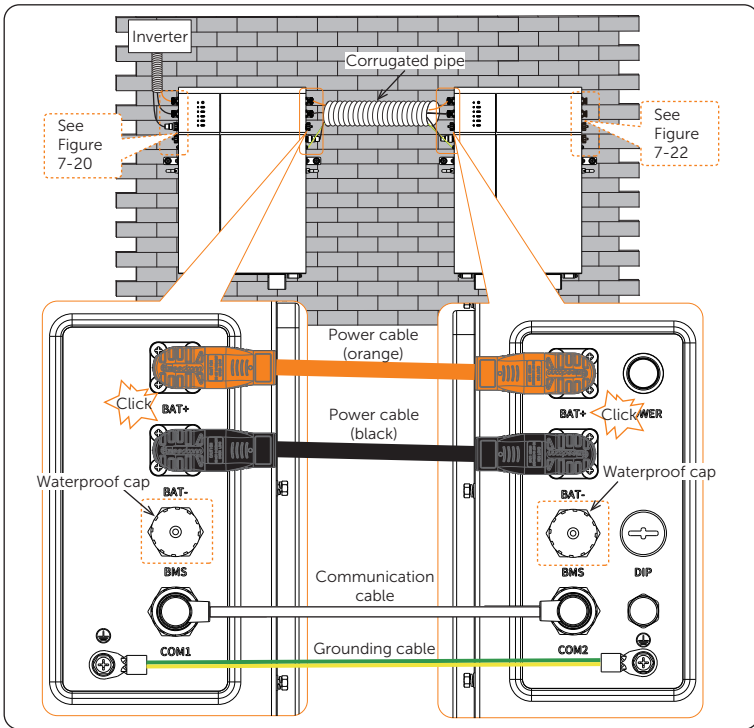 Inverter
Corrugated pipe
See
Figure
7-20
See
Figure
7-22
Power cable
(orange)
Click
BAT+
BAT+
Click
WER
Power cable
(black)
Waterproof cap
BAT-
BAT-
Waterproof cap
BMS
BMS
DIP
Communication
cable
COM1
COM2
Grounding cable